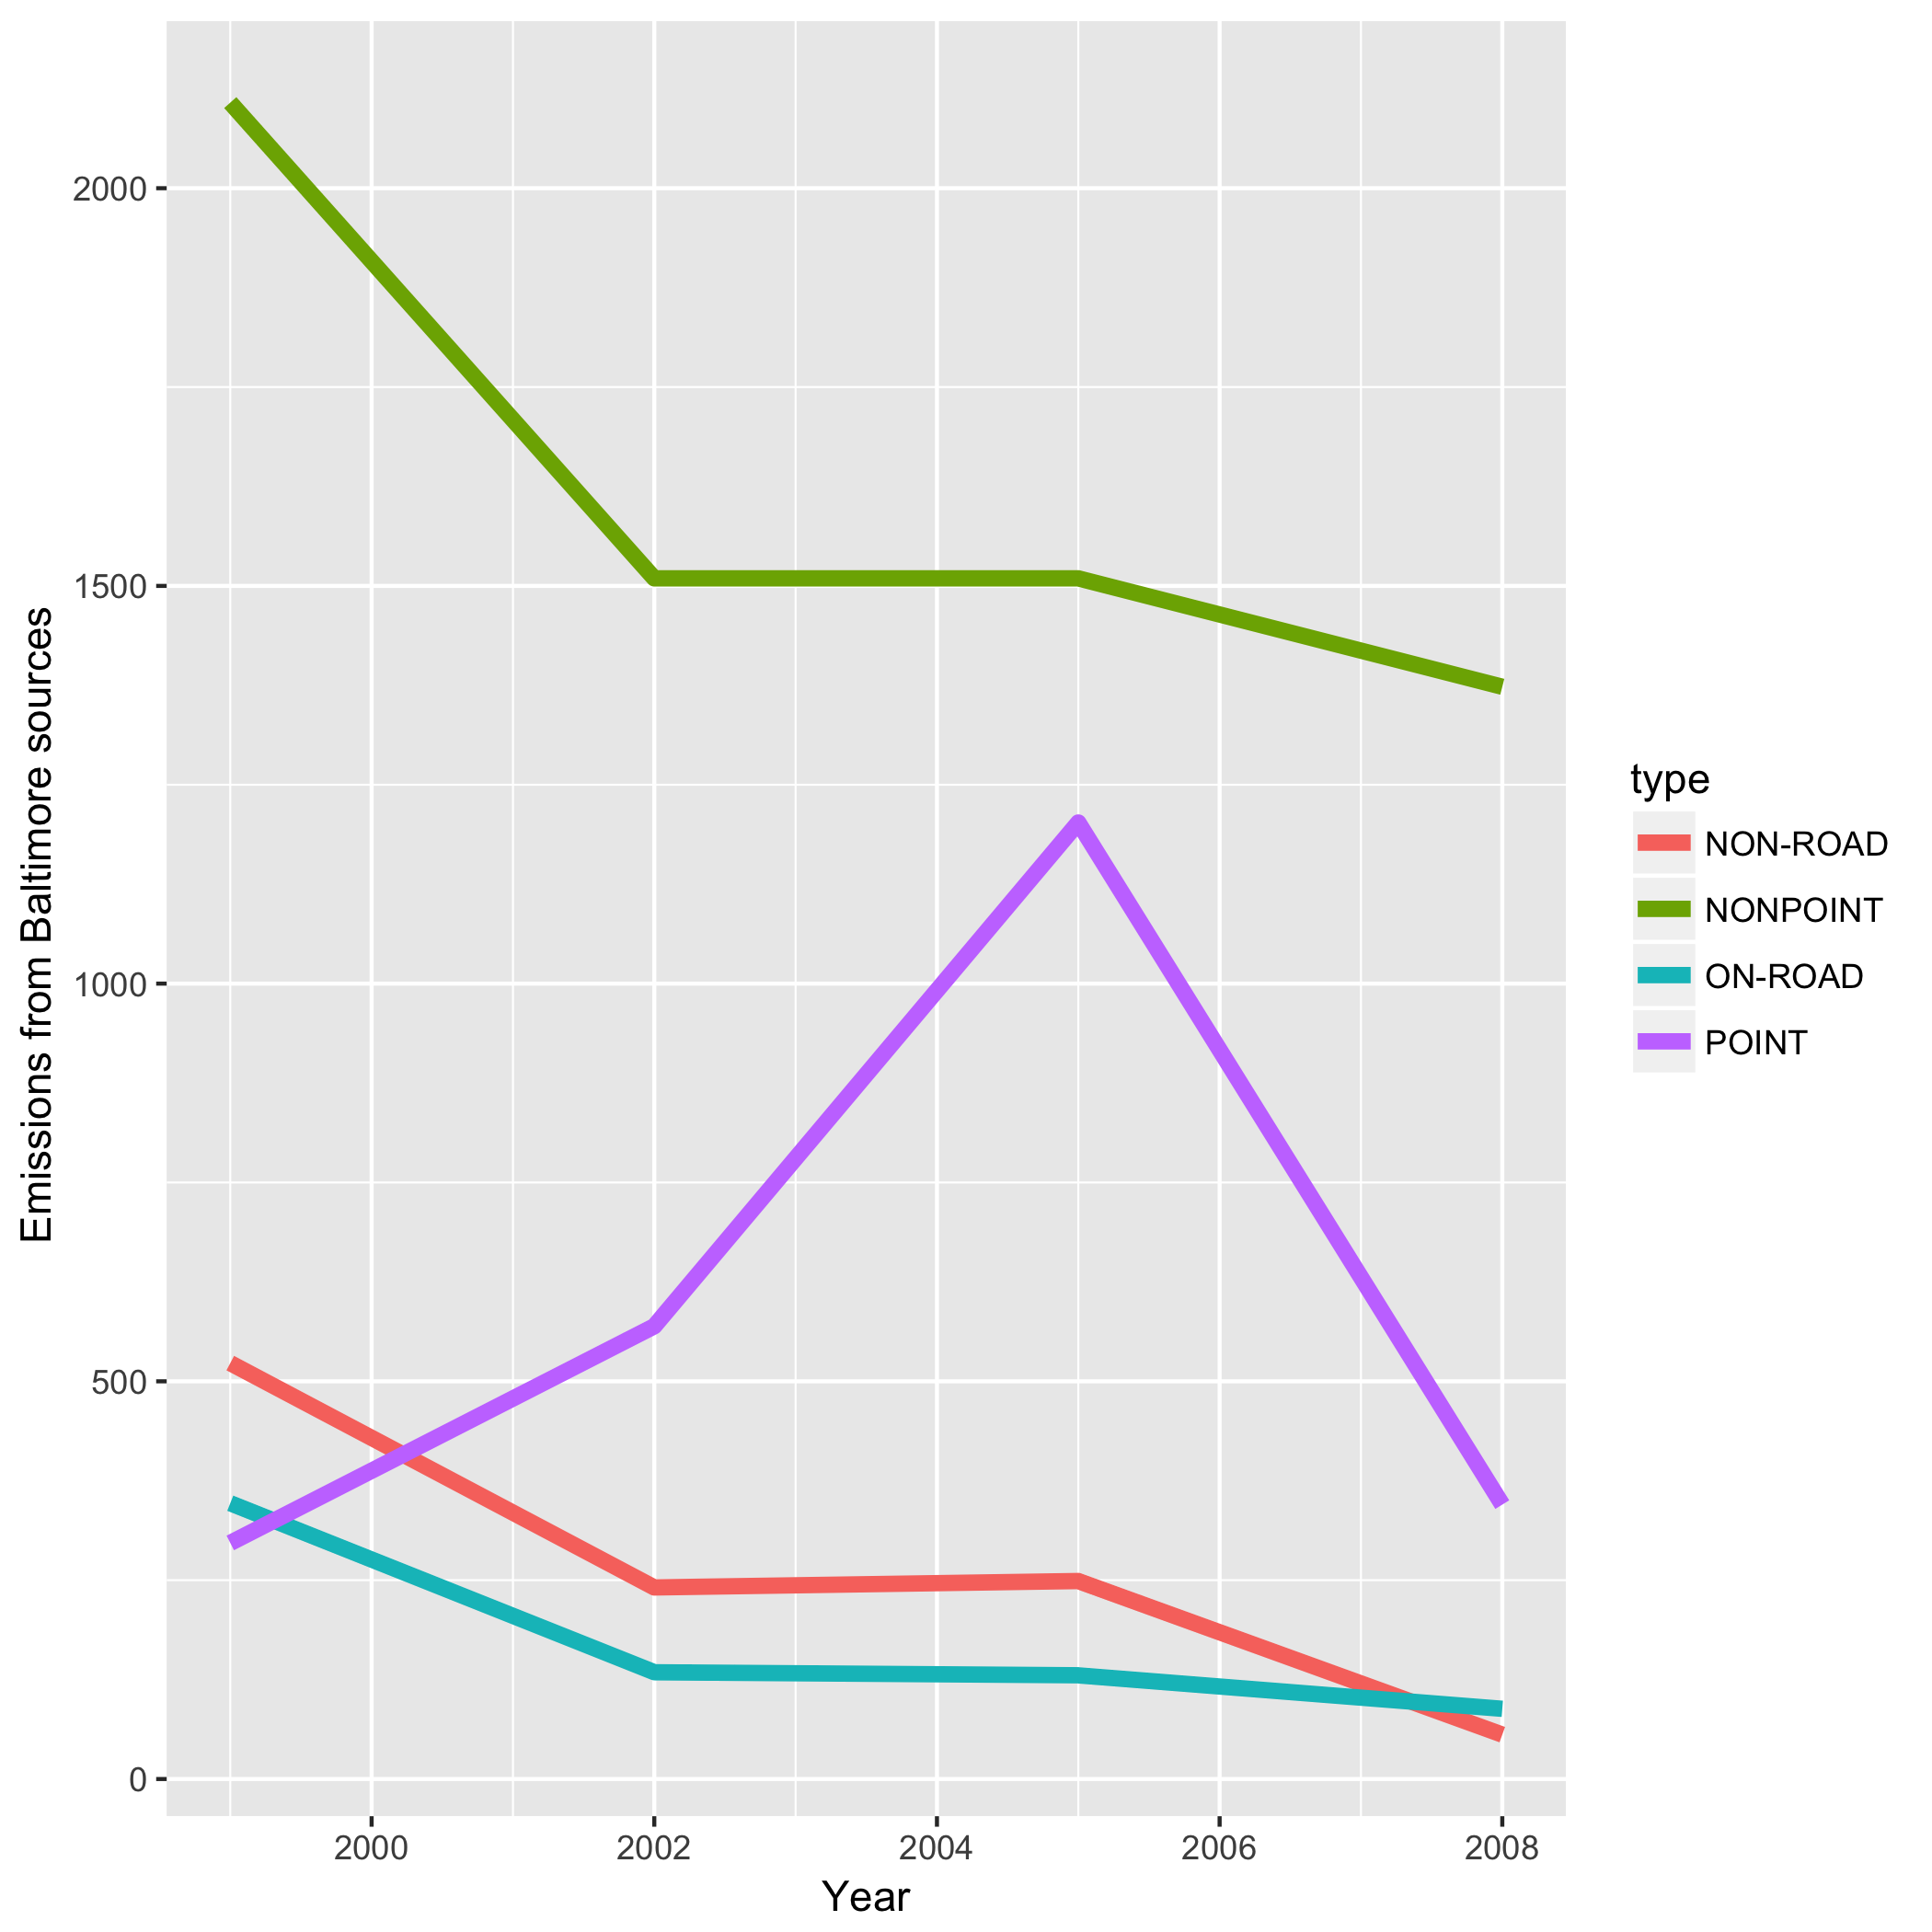 Emissions from Baltimore sources
2000
1500
1000
500
0
2000 2002 2004 2006 2008
Year
type
NON-ROAD
NONPOINT
ON-ROAD
POINT